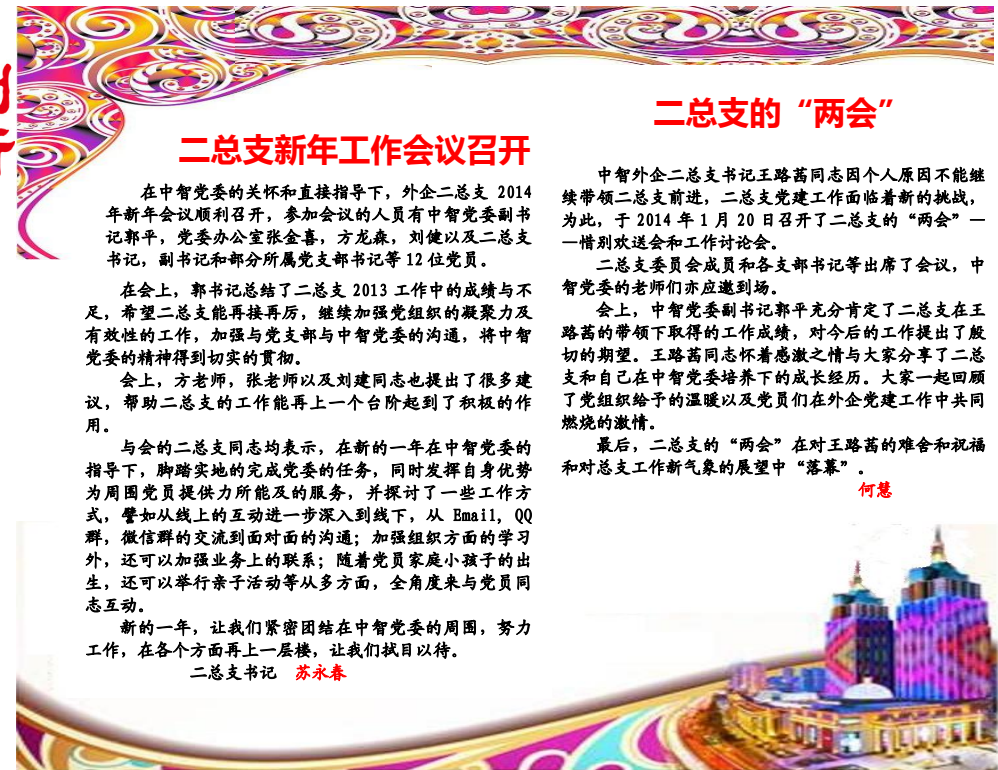 二总支新年工作会议召开
在中智党委的关怀和直接指导下，外企二总支 2014
年新年会议顺利召开，参加会议的人员有中智党委副书
记郭平，党委办公室张金喜，方龙森，刘健以及二总支
书记，副书记和部分所属党支部书记等 12 位党员。
在会上，郭书记总结了二总支 2013 工作中的成绩与不
足，希望二总支能再接再厉，继续加强党组织的凝聚力及
有效性的工作，加强与党支部与中智党委的沟通，将中智
党委的精神得到切实的贯彻。
会上，方老师，张老师以及刘建同志也提出了很多建
议，帮助二总支的工作能再上一个台阶起到了积极的作
用。
与会的二总支同志均表示，在新的一年在中智党委的
指导下，脚踏实地的完成党委的任务，同时发挥自身优势
为周围党员提供力所能及的服务，并探讨了一些工作方
式，譬如从线上的互动进一步深入到线下，从 Email, QQ
群，微信群的交流到面对面的沟通；加强组织方面的学习
外，还可以加强业务上的联系；随着党员家庭小孩子的出
生，还可以举行亲子活动等从多方面，全角度来与党员同
志互动。
新的一年，让我们紧密团结在中智党委的周围，努力
工作，在各个方面再上一层楼，让我们拭目以待。
二总支书记 苏永春
二总支的“两会”
中智外企二总支书记王路茜同志因个人原因不能继
续带领二总支前进，二总支党建工作面临着新的挑战，
为此，于 2014 年 1 月 20 日召开了二总支的“两会”—
—惜别欢送会和工作讨论会。
二总支委员会成员和各支部书记等出席了会议，中
智党委的老师们亦应邀到场。
会上，中智党委副书记郭平充分肯定了二总支在王
路茜的带领下取得的工作成绩，对今后的工作提出了殷
切的期望。王路茜同志怀着感激之情与大家分享了二总
支和自己在中智党委培养下的成长经历。大家一起回顾
了党组织给予的温暖以及党员们在外企党建工作中共同
燃烧的激情。
最后，二总支的“两会”在对王路茜的难舍和祝福
和对总支工作新气象的展望中“落幕”。
何慧